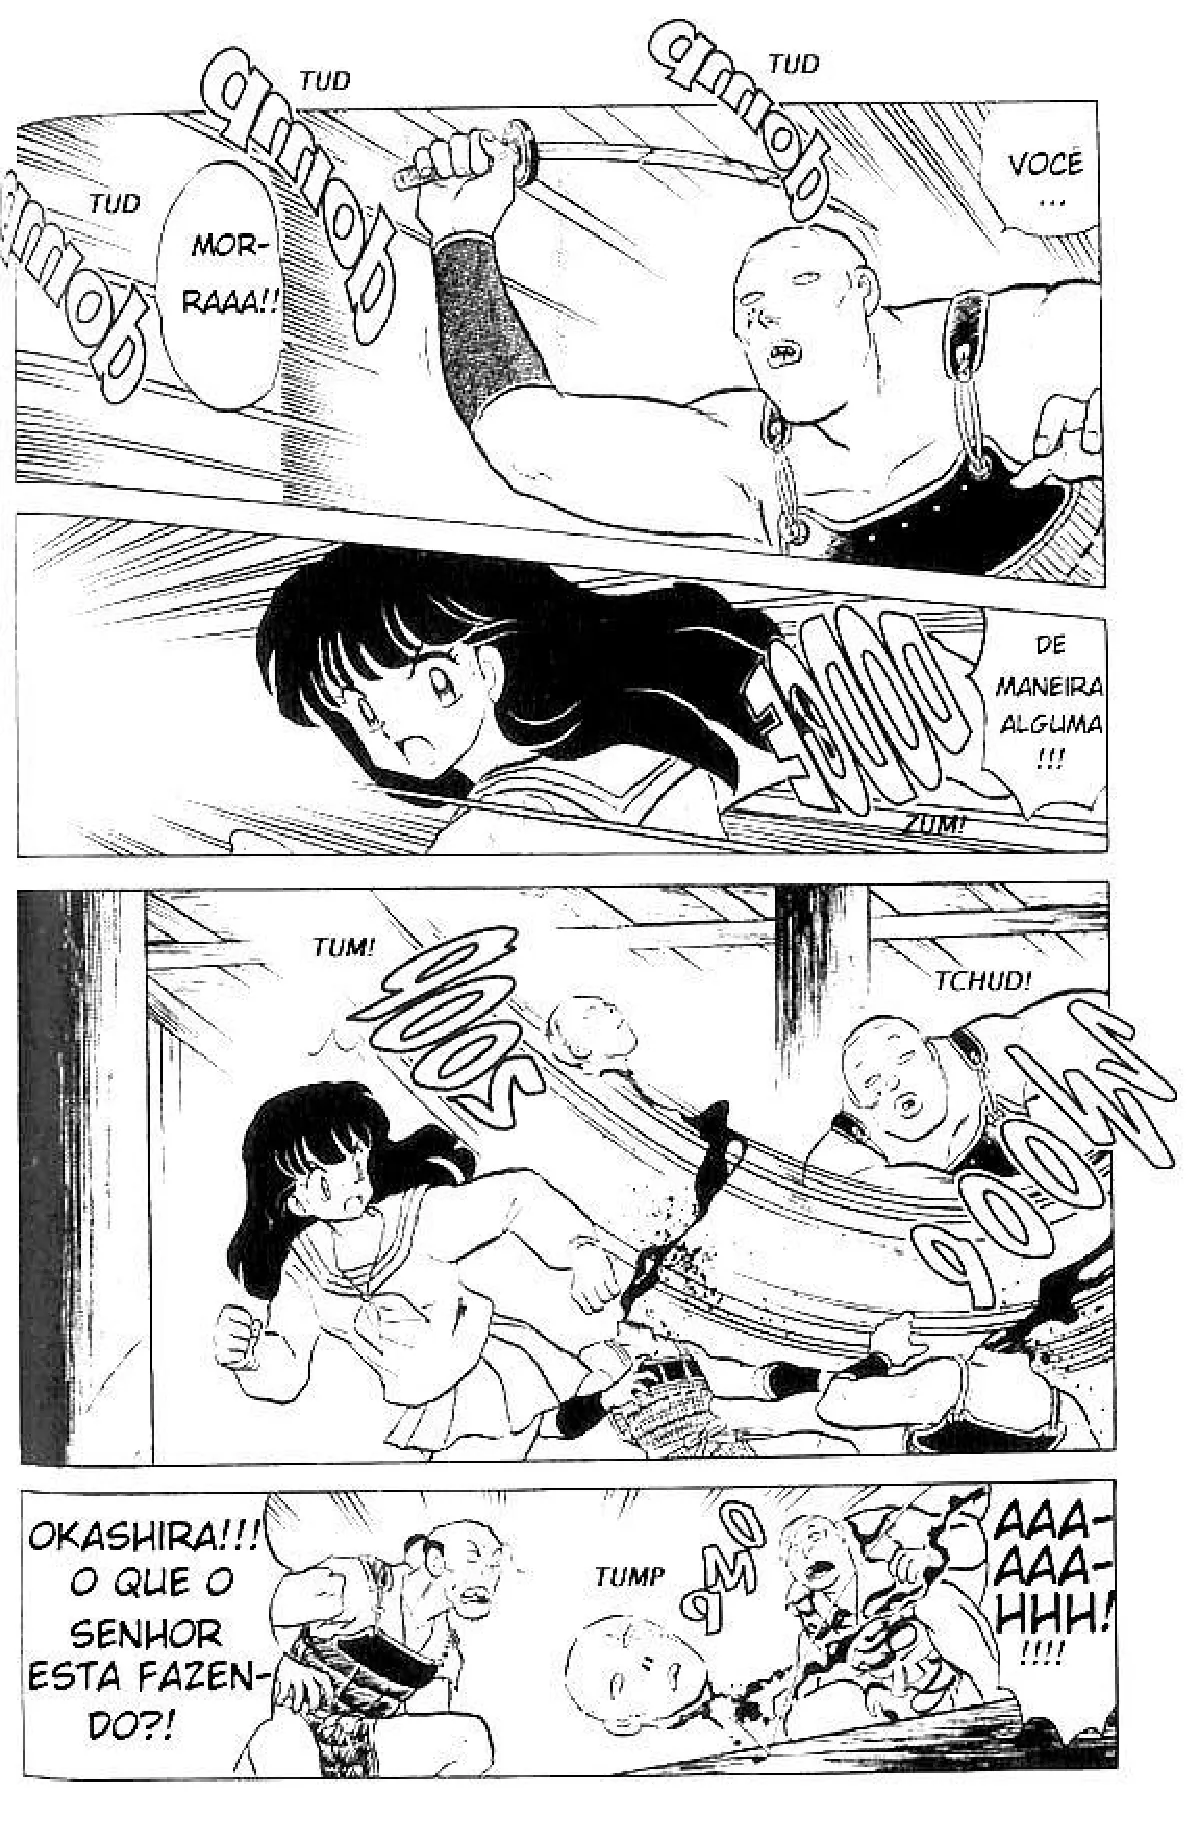 TUD
TUD
VOCE
...
TUD
MOR-
RAAA!!
DE
MANEIRA
ALGUMA
!!!
ZUM!
TCHUD!
TUM!
AAA-
AAA-
HHH!
!!!!
TUMP
OKASHIRA!!!
O QUE O
SENHOR
ESTA FAZEN-
DO?!